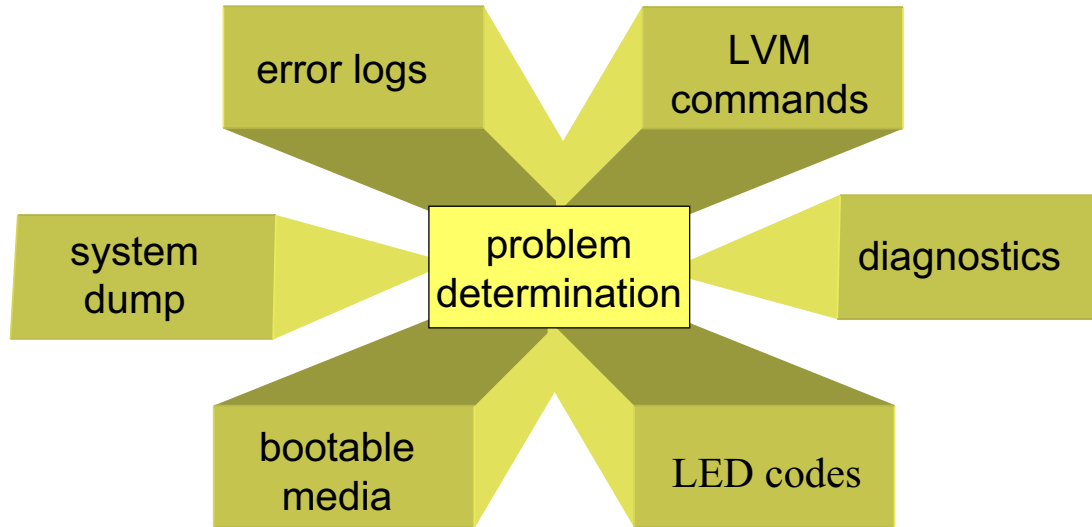 error logs
LVM
commands
system
dump
problem
determination
diagnostics
bootable
media
LED codes